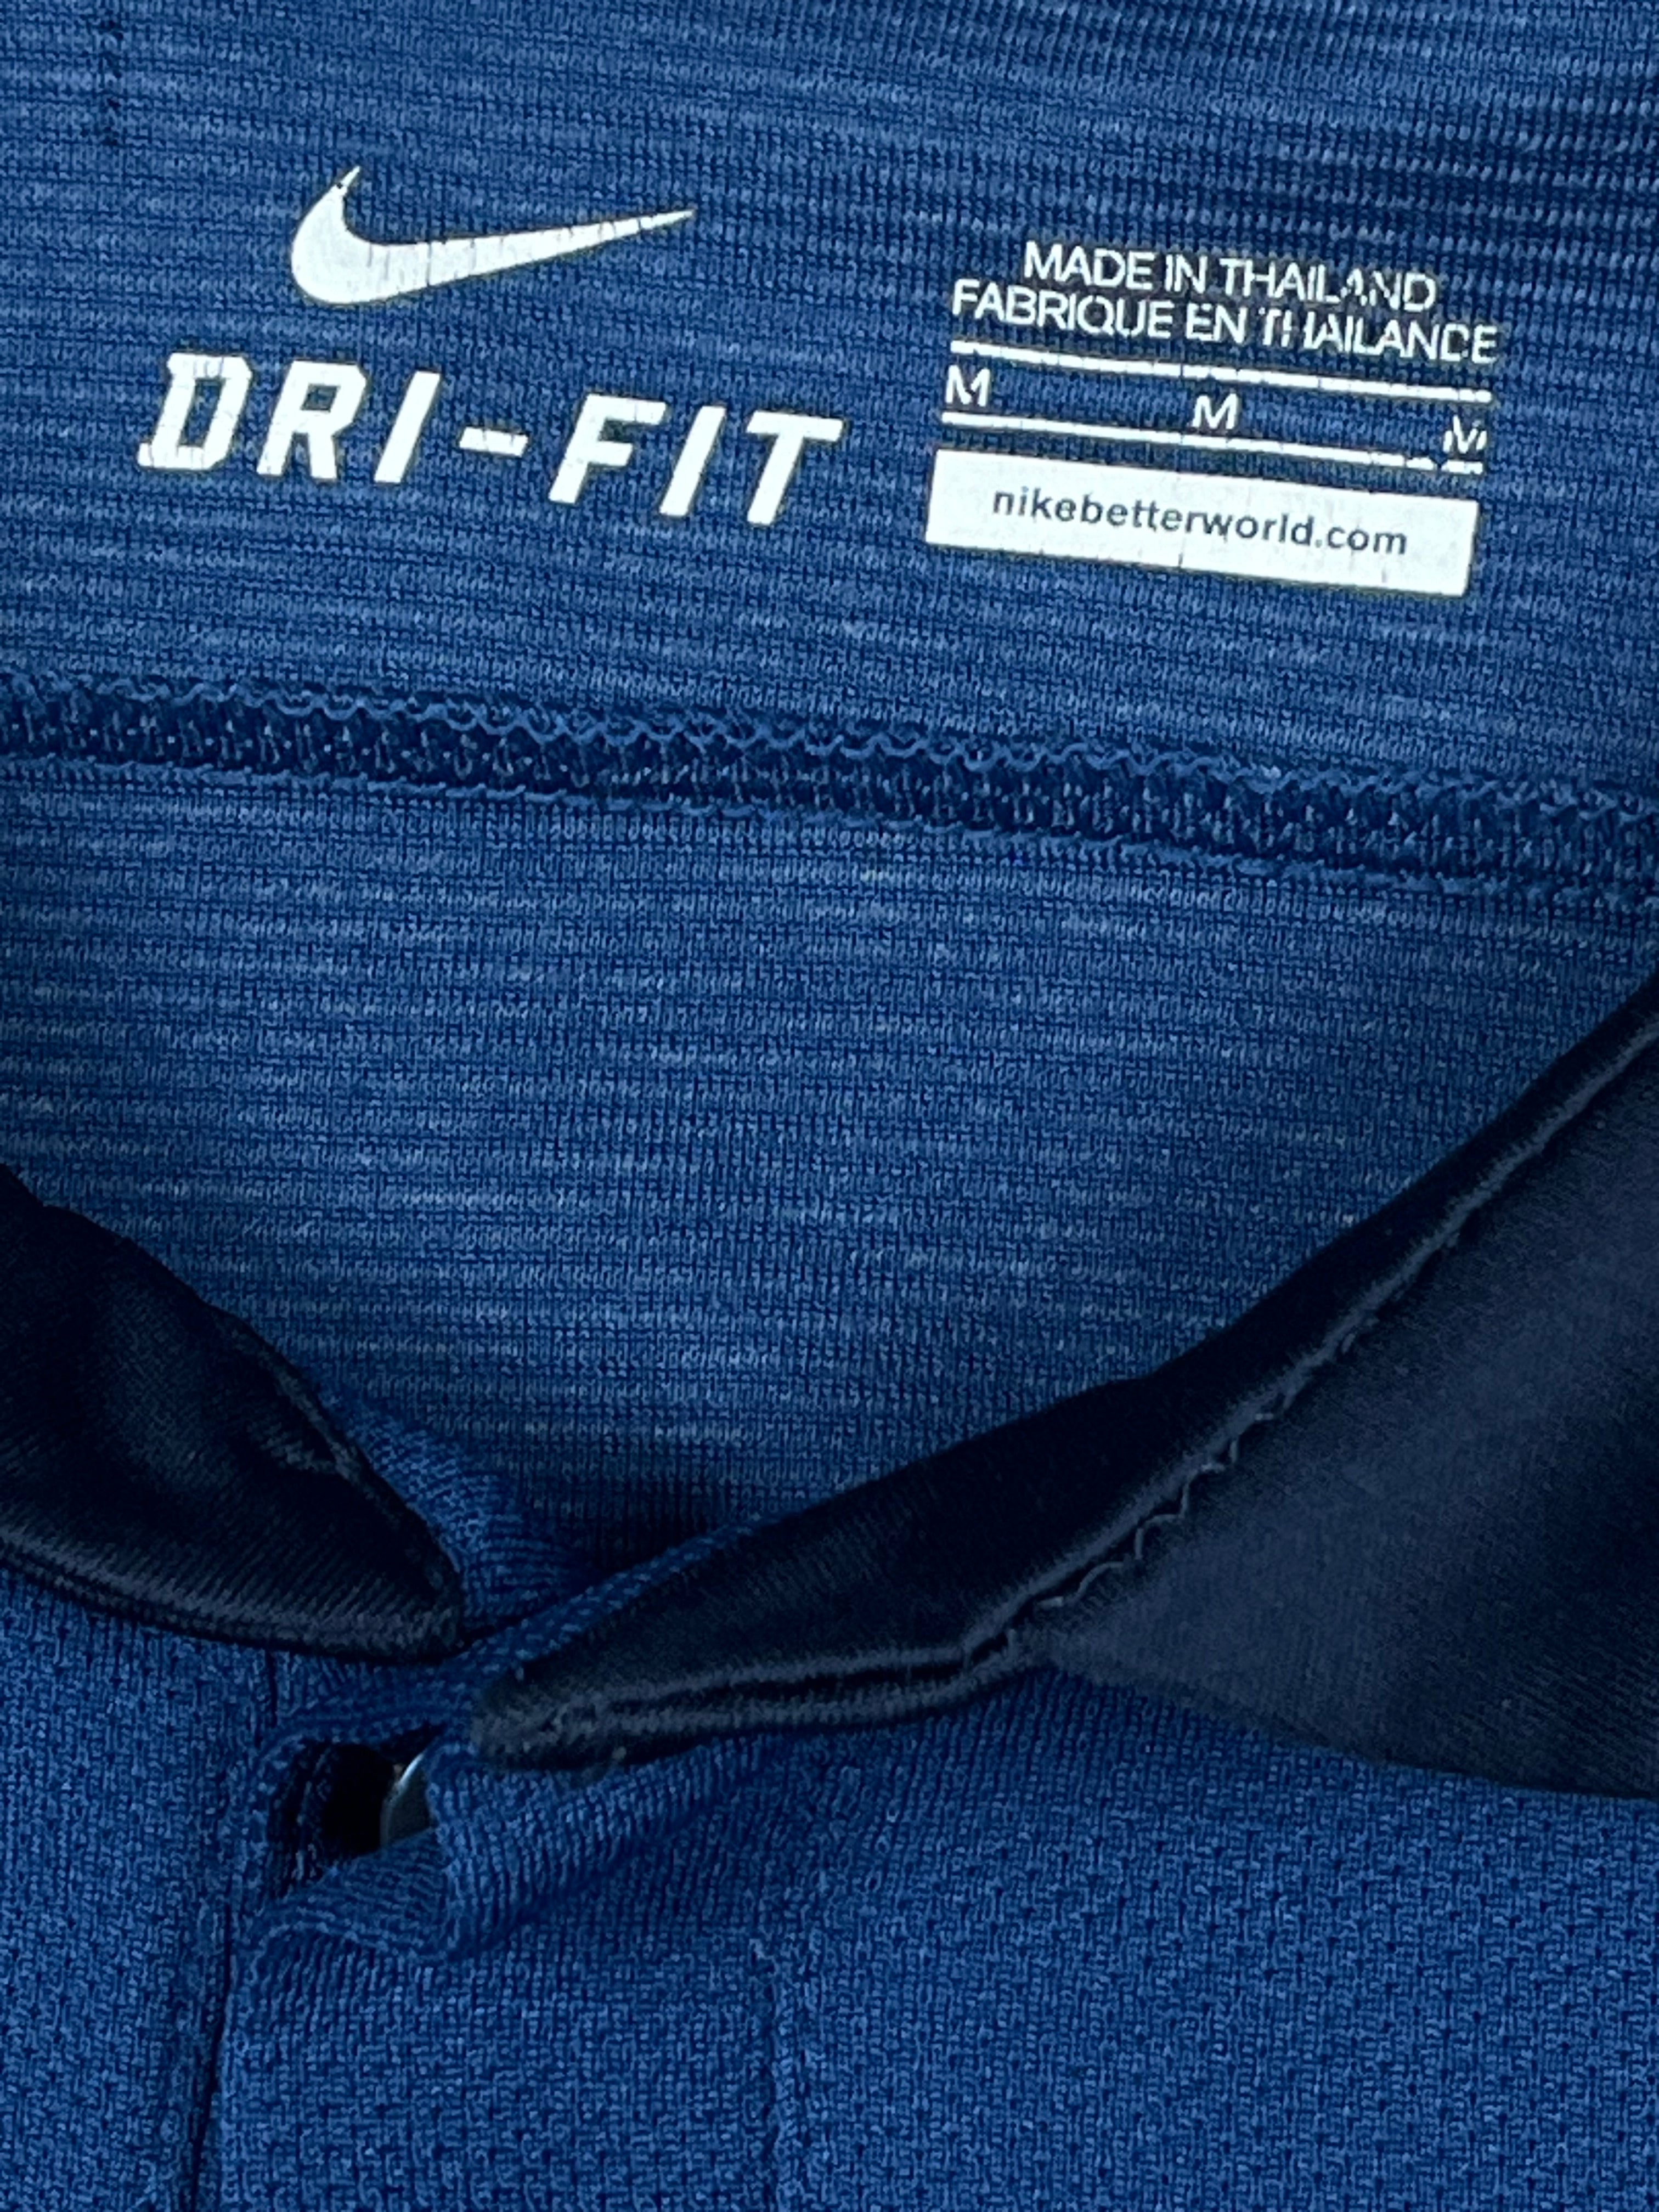 DRI-FIT
MADE IN THAILAND
FABRIQUE EN THAILANDE
M M M
nikebetterworld.com